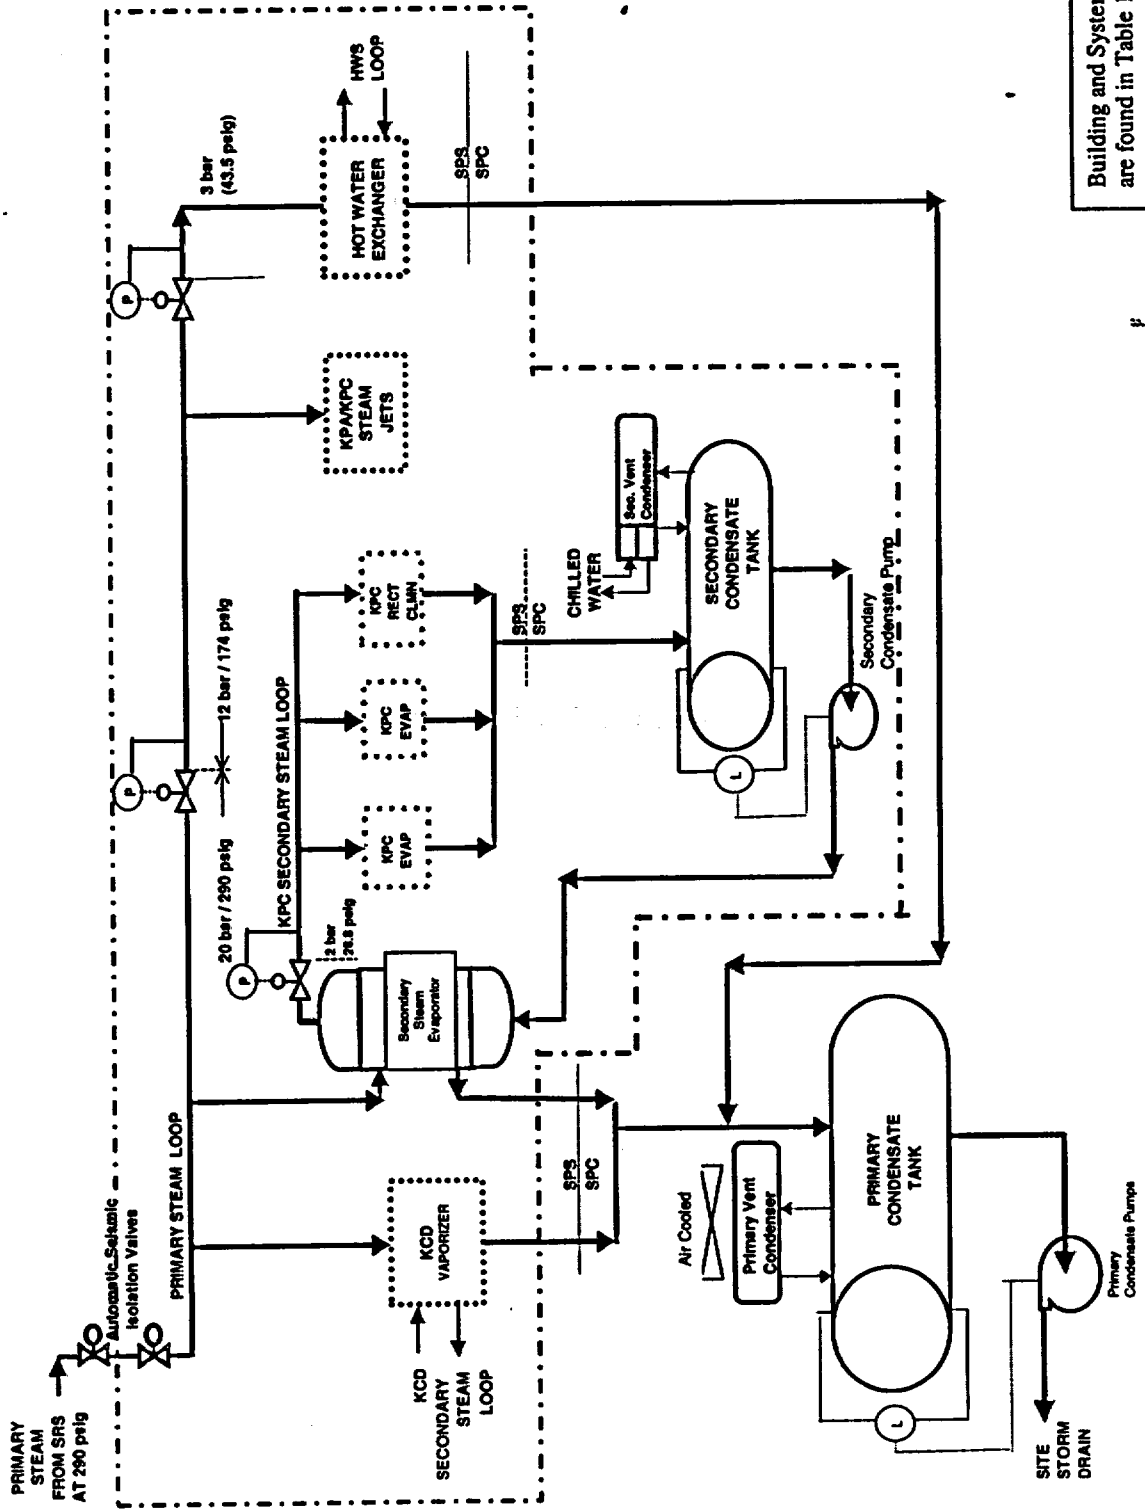 PRIMARY
STEAM
FROM SRS
AT 290 psig
Automatic Seismic
Isolation Valves
PRIMARY STEAM LOOP
20 bar / 290 psig
12 bar / 174 psig
3 bar
(43.5 psig)
P
P
P
KPC SECONDARY STEAM LOOP
2 bar
KCD
VAPORIZER
KCD
SECONDARY
STEAM
LOOP
Secondary
Steam
Evaporator
KPC
EVAP
KPC
EVAP
KPC
RECT
CLMN
KPA/KPC
STEAM
JETS
HOT WATER
EXCHANGER
HWS
LOOP
SPS
SPC
SPS
SPC
SPS
SPC
CHILLED
WATER
Sec. Vent
Condenser
SECONDARY
CONDENSATE
TANK
L
Secondary
Condensate Pump
Air Cooled
Primary Vent
Condenser
PRIMARY
CONDENSATE
TANK
L
Primary
Condensate Pumps
SITE
STORM
DRAIN
Building and System
are found in Table